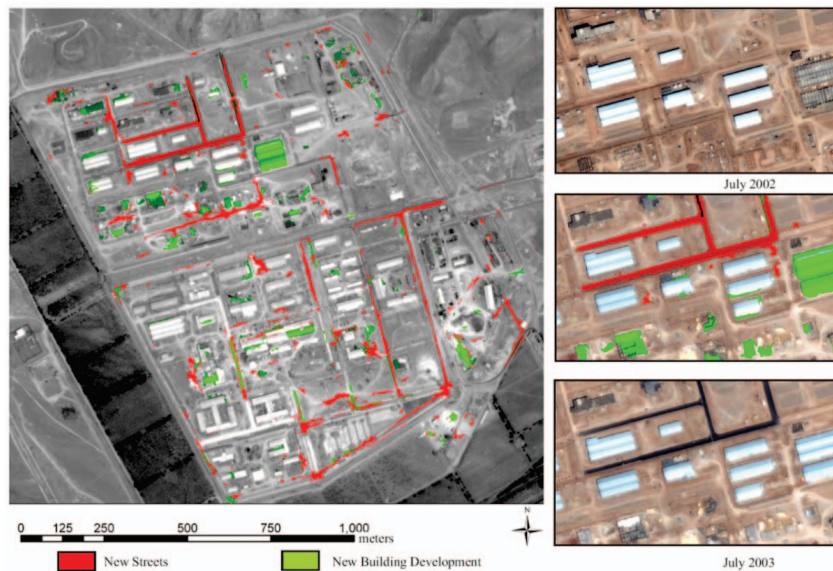 July 2002
N
0 125 250 500 750 1,000
meters
New Streets
New Building Development
July 2003